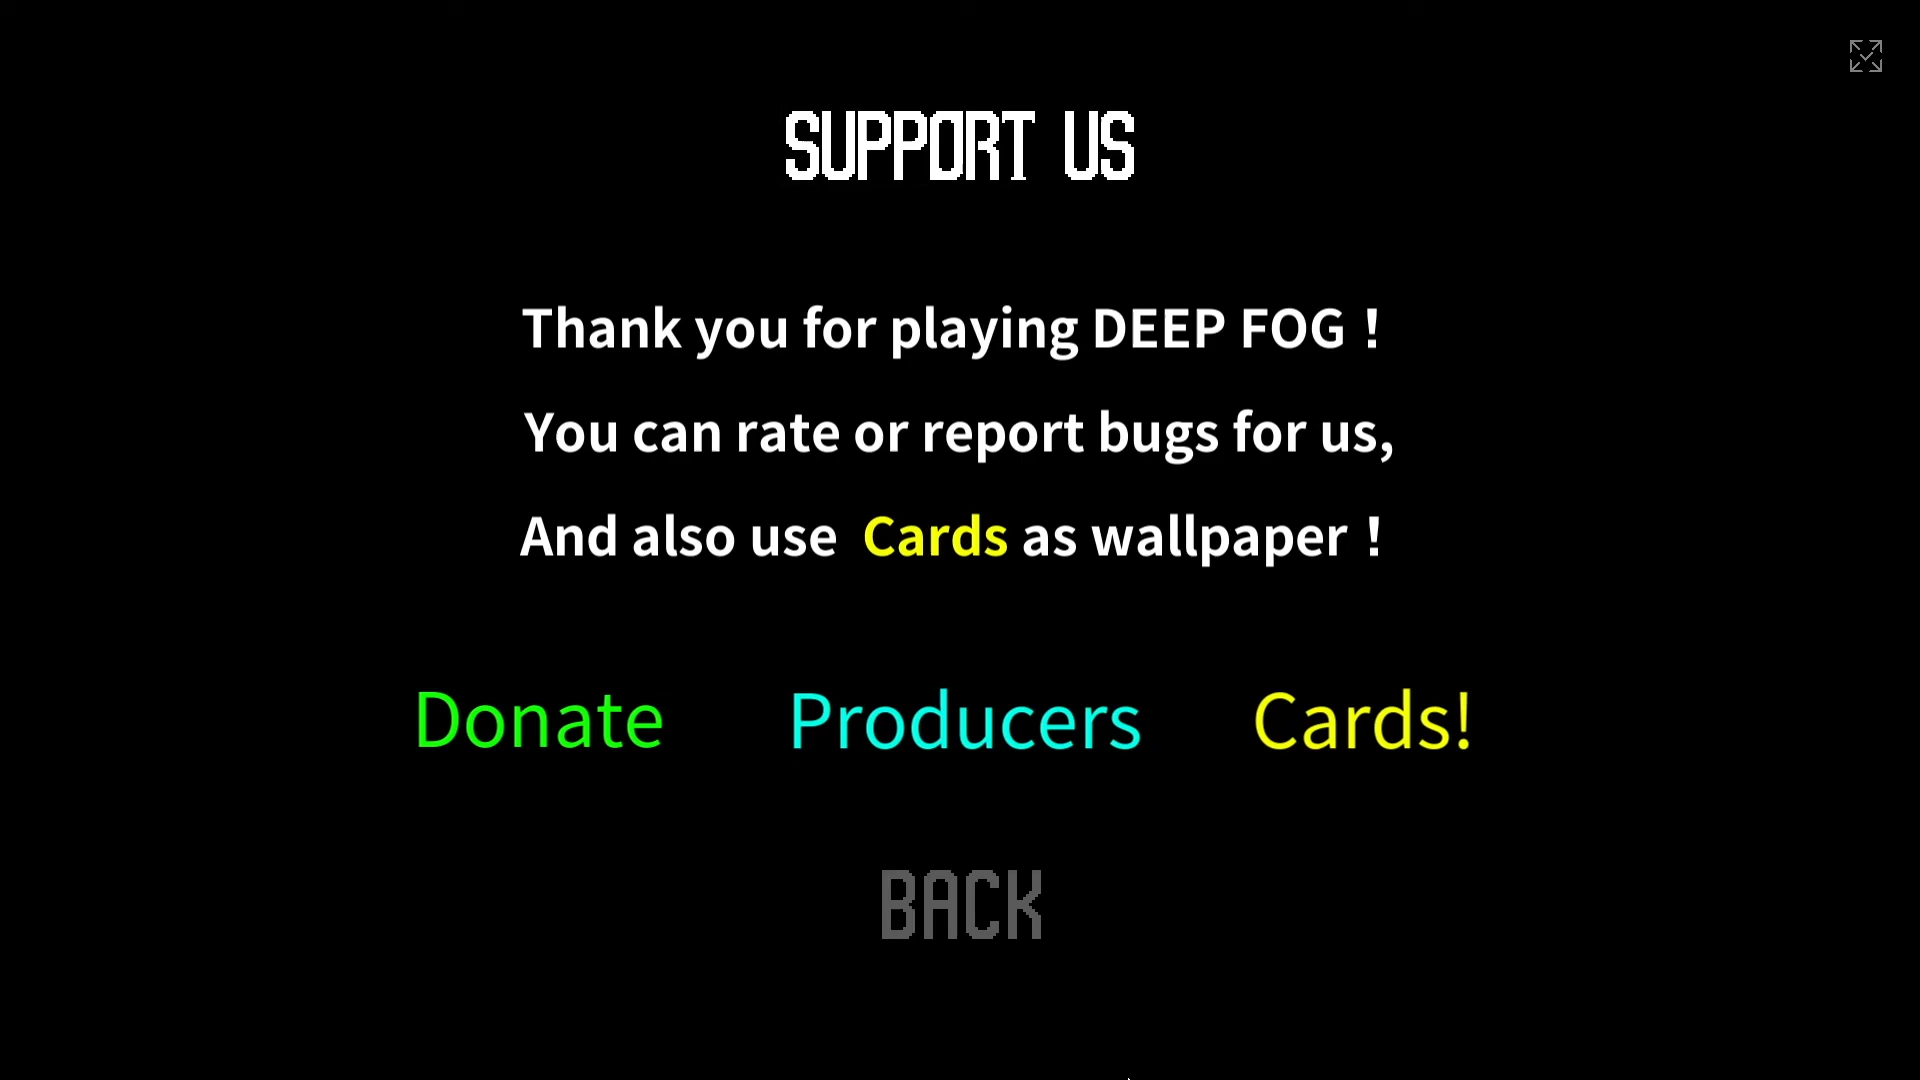 SUPPORT US
Thank you for playing DEEP FOG！
You can rate or report bugs for us,
And also use Cards as wallpaper！
Donate Producers Cards!
BACK